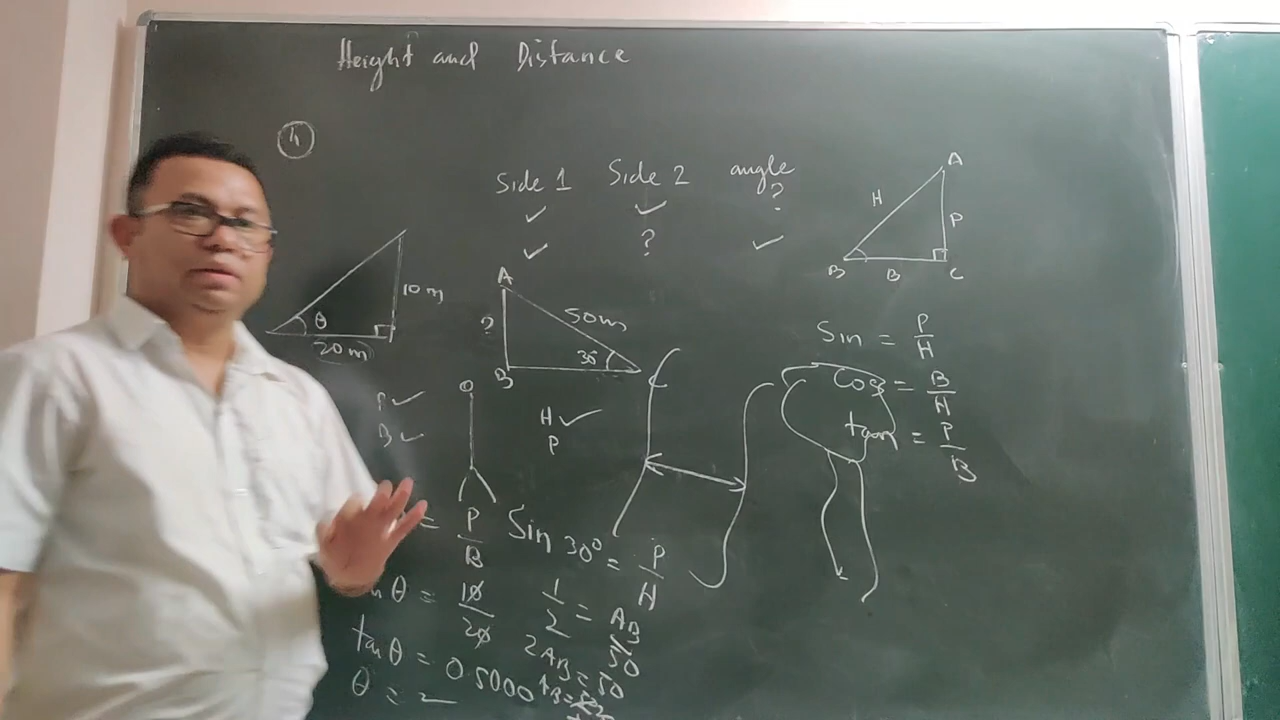 Height and Distance
4
Side 1 Side 2 angle
✓ ✓ ?
✓ ? ✓
A
H
P
B
B
C
10 m
θ
20 m
A
50m
?
30°
B
C
P ✓
B ✓
H ✓
P
Sin = P/H
Cos = B/H
tan = P/B
= P/B
θ = 10/20
tan θ = 0.5000
θ =
Sin 30° = P/H
1/2 = AB/50
2AB = 50